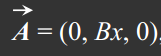 A⃗ = (0, Bx, 0)